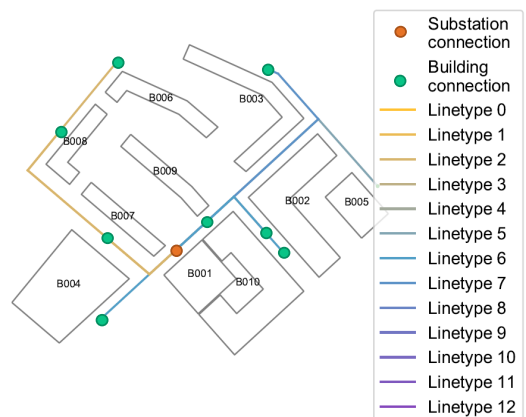 Substation
connection
Building
connection
Linetype 0
Linetype 1
Linetype 2
Linetype 3
Linetype 4
Linetype 5
Linetype 6
Linetype 7
Linetype 8
Linetype 9
Linetype 10
Linetype 11
Linetype 12
B006
B003
B008
B009
B002
B005
B007
B001
B010
B004